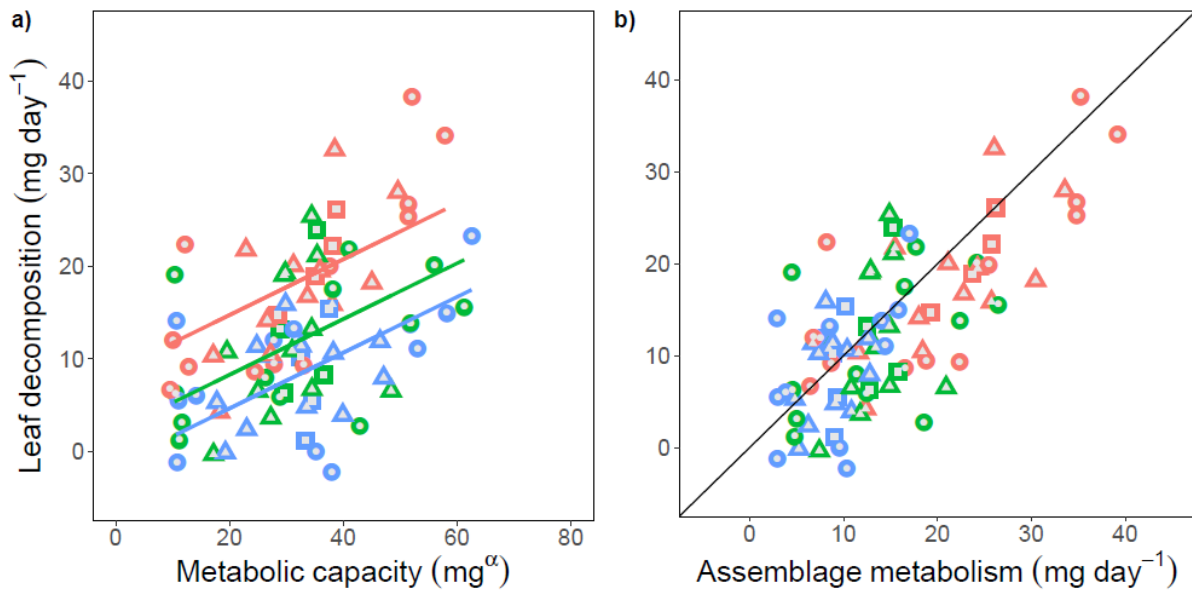 a)
b)
Leaf decomposition (mg day⁻¹)
40
30
20
10
0
0 20 40 60 80
Metabolic capacity (mg^α)
40
30
20
10
0
0 10 20 30 40
Assemblage metabolism (mg day⁻¹)